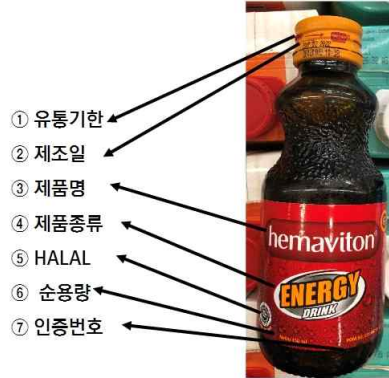 ① 유통기한
② 제조일
③ 제품명
④ 제품종류
⑤ HALAL
⑥ 순용량
⑦ 인증번호
hemaviton
ENERGY
DRINK